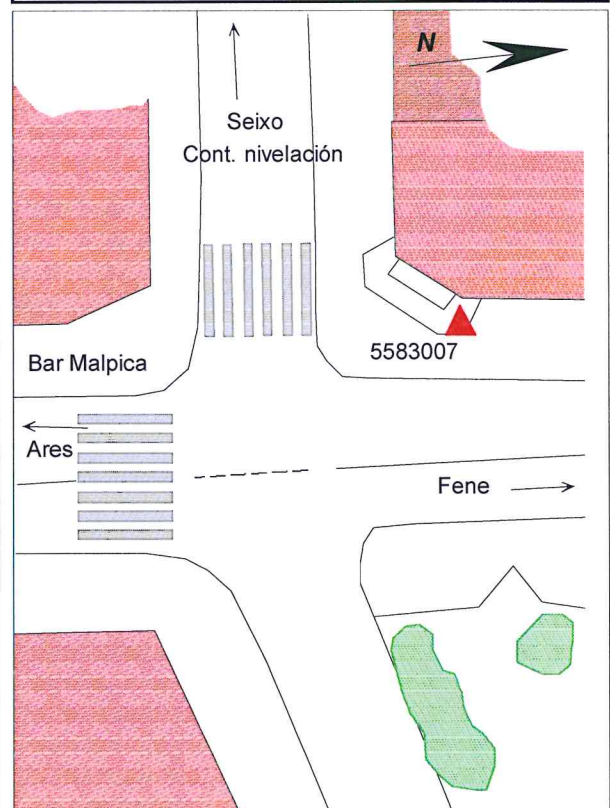 N
Seixo
Cont. nivelación
Bar Malpica
5583007
Ares
Fene